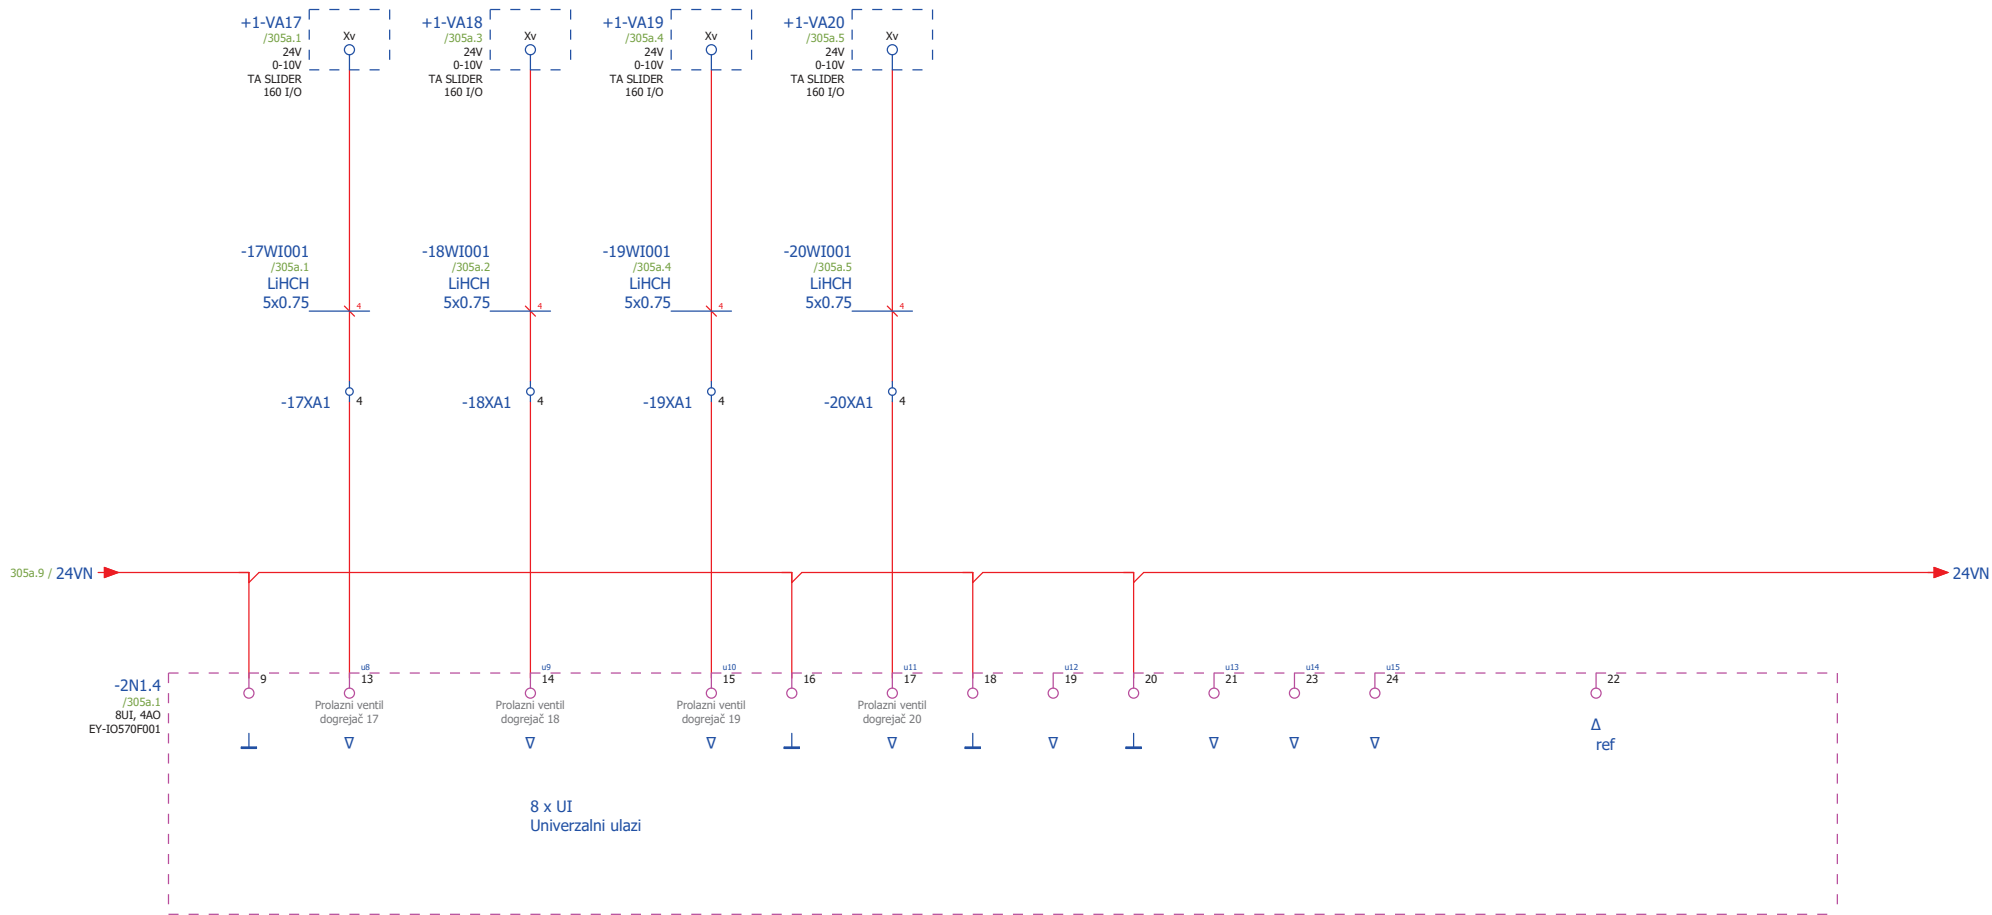 +1-VA17
/305a.1
24V
0-10V
TA SLIDER
160 I/O
Xv
+1-VA18
/305a.3
24V
0-10V
TA SLIDER
160 I/O
Xv
+1-VA19
/305a.4
24V
0-10V
TA SLIDER
160 I/O
Xv
+1-VA20
/305a.5
24V
0-10V
TA SLIDER
160 I/O
Xv
-17WI001
/305a.1
LiHCH
5x0.75
4
-18WI001
/305a.2
LiHCH
5x0.75
4
-19WI001
/305a.4
LiHCH
5x0.75
4
-20WI001
/305a.5
LiHCH
5x0.75
4
-17XA1 4
-18XA1 4
-19XA1 4
-20XA1 4
305a.9 / 24VN
24VN
-2N1.4
/305a.1
8UI, 4AO
EY-IO570F001
9
u8
13
Prolazni ventil
dogrejač 17
u9
14
Prolazni ventil
dogrejač 18
u10
15
Prolazni ventil
dogrejač 19
16
u11
17
Prolazni ventil
dogrejač 20
18
u12
19
20
u13
21
u14
23
u15
24
22
Δ
ref
8 x UI
Univerzalni ulazi